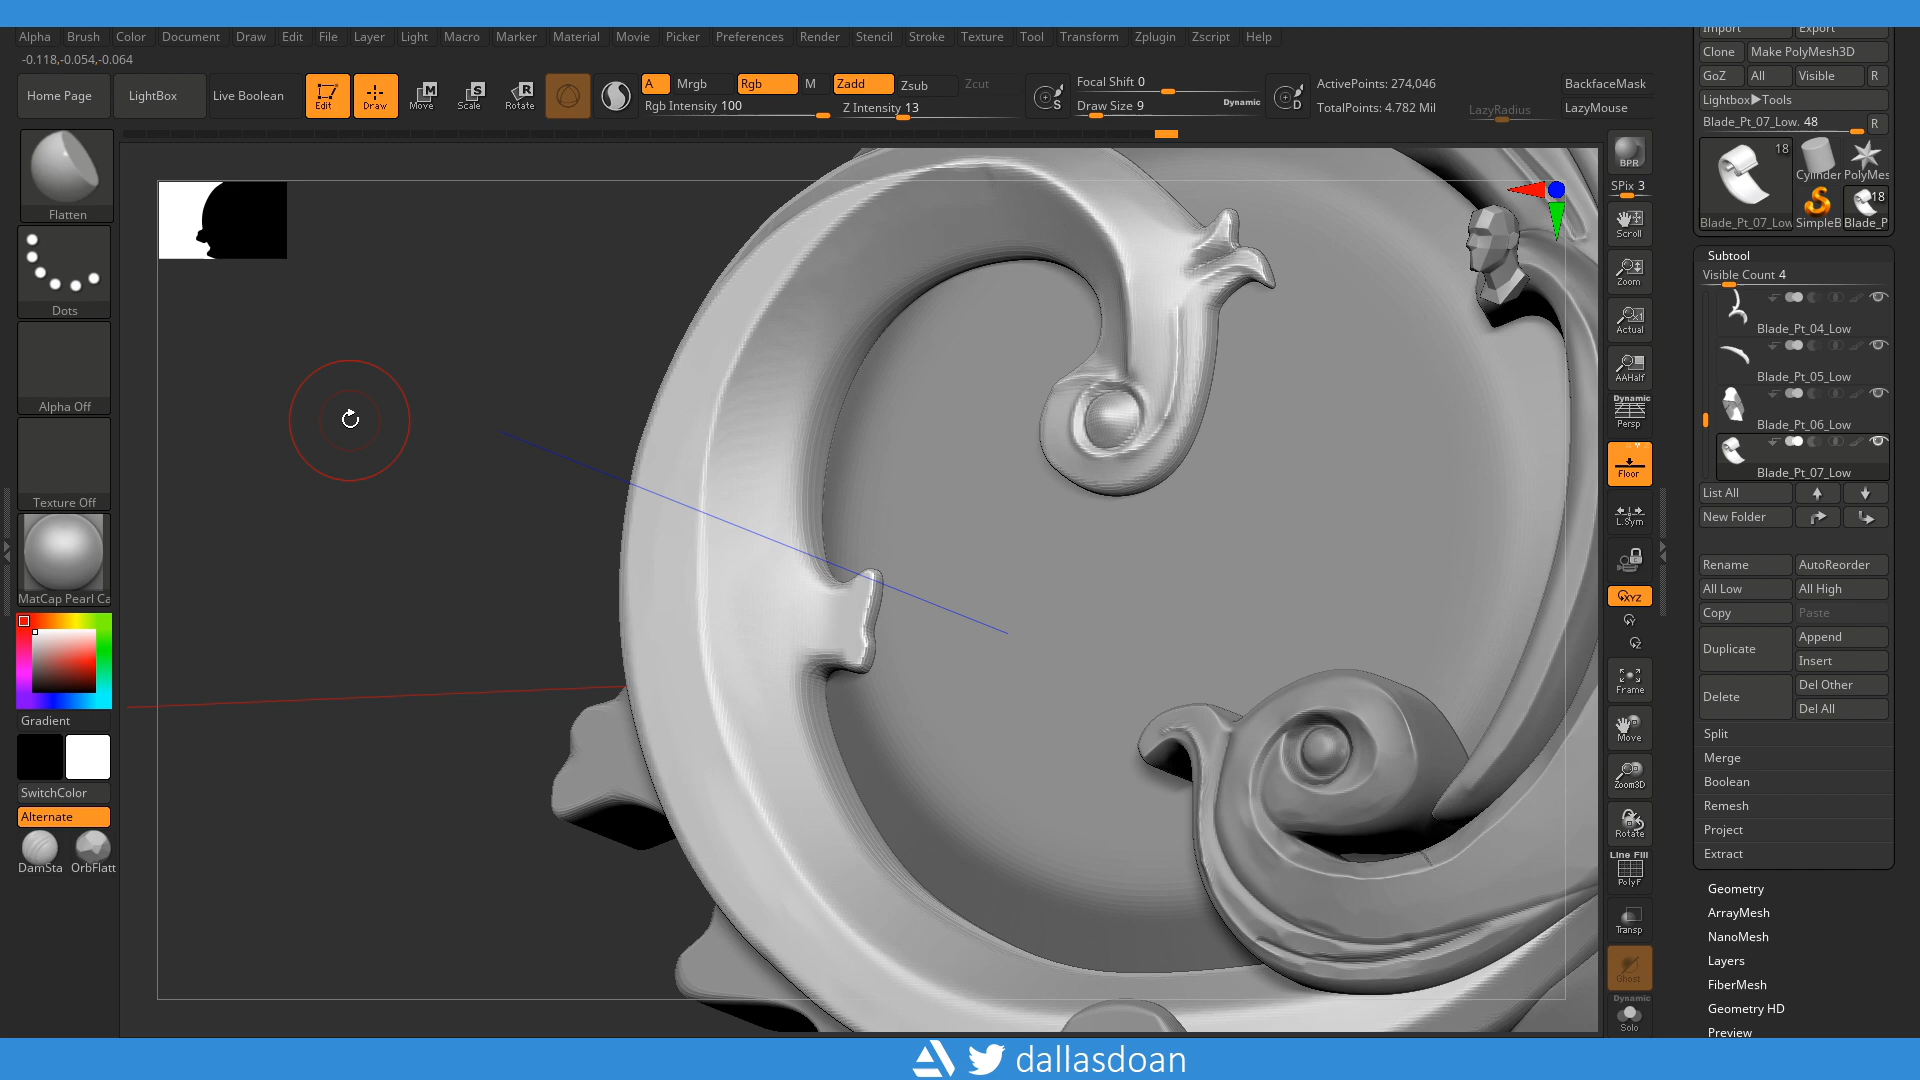 Alpha Brush Color Document Draw Edit File Layer Light Macro Marker Material Movie Picker Preferences Render Stencil Stroke Texture Tool Transform Zplugin Zscript Help
-0.118,-0.054,-0.064
Home Page LightBox Live Boolean Edit Draw Move Scale Rotate
A Mrgb Rgb M Zadd Zsub Zcut
Rgb Intensity 100 Z Intensity 13
Focal Shift 0
Draw Size 9 Dynamic
ActivePoints: 274,046
TotalPoints: 4.782 Mil
LazyRadius
BackfaceMask
LazyMouse
Flatten
Dots
Alpha Off
Texture Off
MatCap Pearl Ca
Gradient
SwitchColor
Alternate
DamSta OrbFlatt
BPR
SPix 3
Scroll
Zoom
Actual
AAHalf
Dynamic
Persp
Floor
L.Sym
XYZ
Y
Z
Frame
Move
Zoom3D
Rotate
Line Fill
PolyF
Transp
Ghost
Dynamic
Solo
Import Export
Clone Make PolyMesh3D
GoZ All Visible R
Lightbox▶Tools
Blade_Pt_07_Low. 48 R
18
Cylinder PolyMes
18
Blade_Pt_07_Low SimpleB Blade_P
Subtool
Visible Count 4
Blade_Pt_04_Low
Blade_Pt_05_Low
Blade_Pt_06_Low
Blade_Pt_07_Low
List All
New Folder
Rename AutoReorder
All Low All High
Copy Paste
Duplicate Append
Insert
Delete Del Other
Del All
Split
Merge
Boolean
Remesh
Project
Extract
Geometry
ArrayMesh
NanoMesh
Layers
FiberMesh
Geometry HD
Preview
dallasdoan